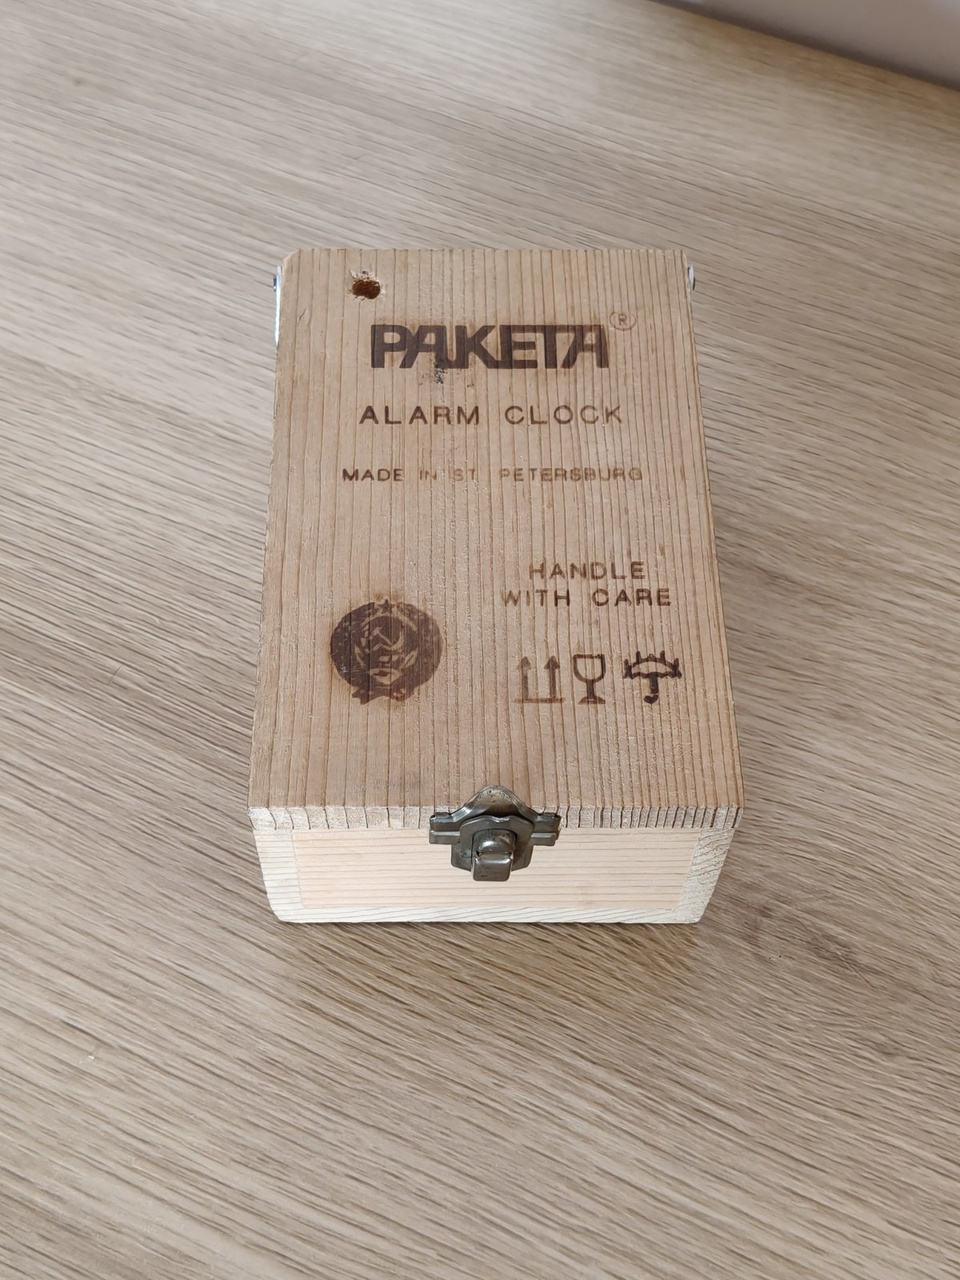 РАКЕТА ®
ALARM CLOCK
MADE IN ST. PETERSBURG
HANDLE
WITH CARE